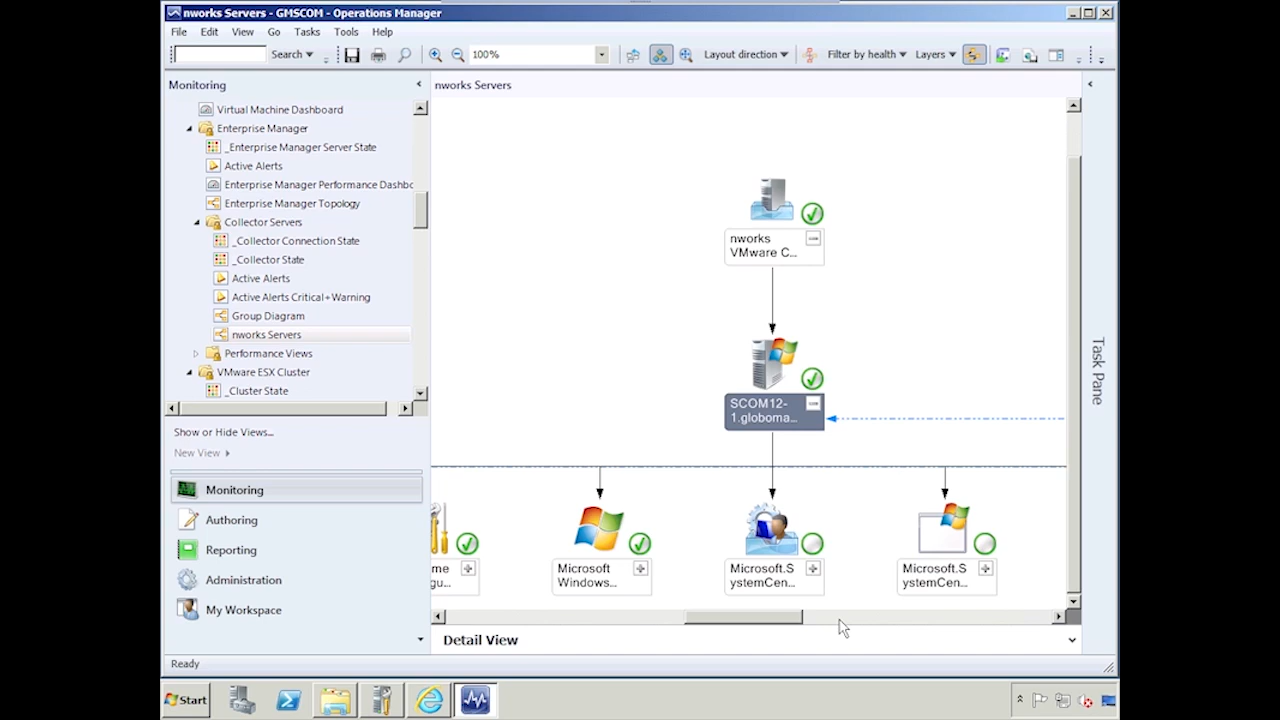 nworks Servers - GMSCOM - Operations Manager
File Edit View Go Tasks Tools Help
Search 100% Layout direction Filter by health Layers
Monitoring
Virtual Machine Dashboard
Enterprise Manager
_Enterprise Manager Server State
Active Alerts
Enterprise Manager Performance Dashbo
Enterprise Manager Topology
Collector Servers
_Collector Connection State
_Collector State
Active Alerts
Active Alerts Critical+Warning
Group Diagram
nworks Servers
Performance Views
VMware ESX Cluster
_Cluster State
Show or Hide Views...
New View
Monitoring
Authoring
Reporting
Administration
My Workspace
nworks Servers
nworks
VMware C...
SCOM12-
1.globoma...
me
gu...
Microsoft
Windows...
Microsoft.S
ystemCen...
Microsoft.S
ystemCen...
Detail View
Task Pane
Ready
Start